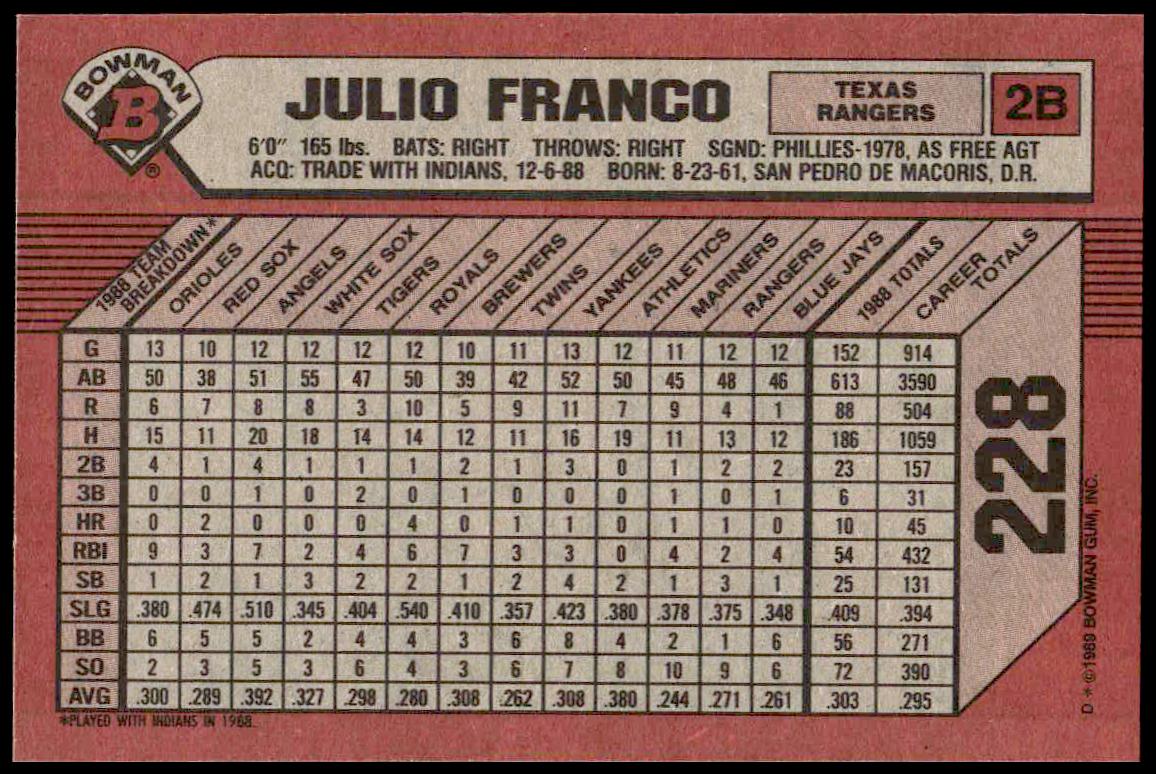 BOWMAN
B
®
JULIO FRANCO
TEXAS
RANGERS
2B
6'0" 165 lbs. BATS: RIGHT THROWS: RIGHT SGND: PHILLIES-1978, AS FREE AGT
ACQ: TRADE WITH INDIANS, 12-6-88 BORN: 8-23-61, SAN PEDRO DE MACORIS, D.R.
1988 TEAM
BREAKDOWN*
ORIOLES
RED SOX
ANGELS
WHITE SOX
TIGERS
ROYALS
BREWERS
TWINS
YANKEES
ATHLETICS
MARINERS
RANGERS
BLUE JAYS
1988 TOTALS
CAREER
TOTALS
G 13 10 12 12 12 12 10 11 13 12 11 12 12 152 914
AB 50 38 51 55 47 50 39 42 52 50 45 48 46 613 3590
R 6 7 8 8 3 10 5 9 11 7 9 4 1 88 504
H 15 11 20 18 14 14 12 11 16 19 11 13 12 186 1059
2B 4 1 4 1 1 1 2 1 3 0 1 2 2 23 157
3B 0 0 1 0 2 0 1 0 0 0 1 0 1 6 31
HR 0 2 0 0 0 4 0 1 1 0 1 1 0 10 45
RBI 9 3 7 2 4 6 7 3 3 0 4 2 4 54 432
SB 1 2 1 3 2 2 1 2 4 2 1 3 1 25 131
SLG .380 .474 .510 .345 .404 .540 .410 .357 .423 .380 .378 .375 .348 .409 .394
BB 6 5 5 2 4 4 3 6 8 4 2 1 6 56 271
SO 2 3 5 3 6 4 3 6 7 8 10 9 6 72 390
AVG .300 .289 .392 .327 .298 .280 .308 .262 .308 .380 .244 .271 .261 .303 .295
*PLAYED WITH INDIANS IN 1988.
228
D * © 1989 BOWMAN GUM, INC.